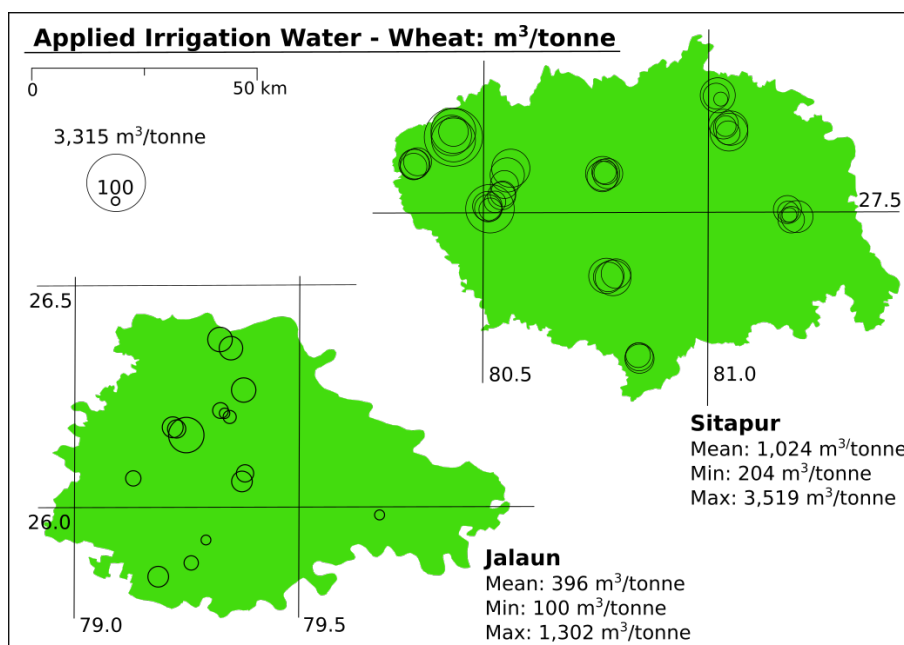 Applied Irrigation Water - Wheat: m³/tonne
0 50 km
3,315 m³/tonne
100
27.5
80.5 81.0
26.5
26.0
79.0 79.5
Sitapur
Mean: 1,024 m³/tonne
Min: 204 m³/tonne
Max: 3,519 m³/tonne
Jalaun
Mean: 396 m³/tonne
Min: 100 m³/tonne
Max: 1,302 m³/tonne